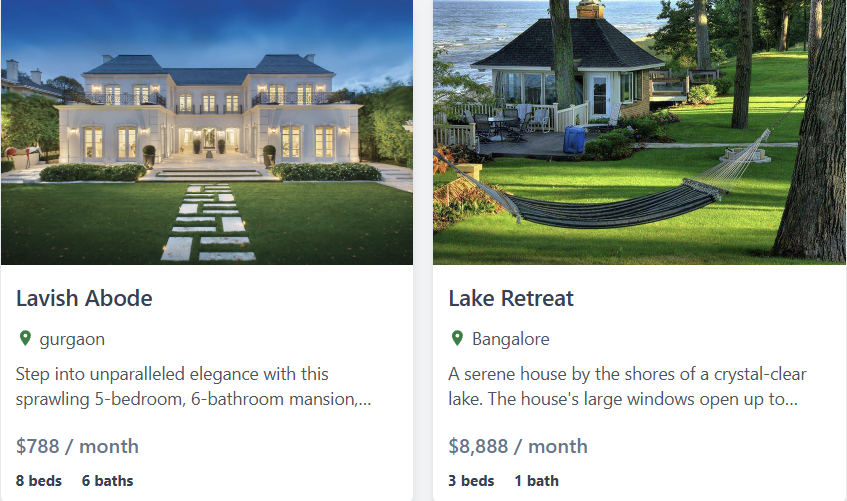 Lavish Abode
gurgaon
Step into unparalleled elegance with this
sprawling 5-bedroom, 6-bathroom mansion,...
$788 / month
8 beds 6 baths
Lake Retreat
Bangalore
A serene house by the shores of a crystal-clear
lake. The house's large windows open up to...
$8,888 / month
3 beds 1 bath